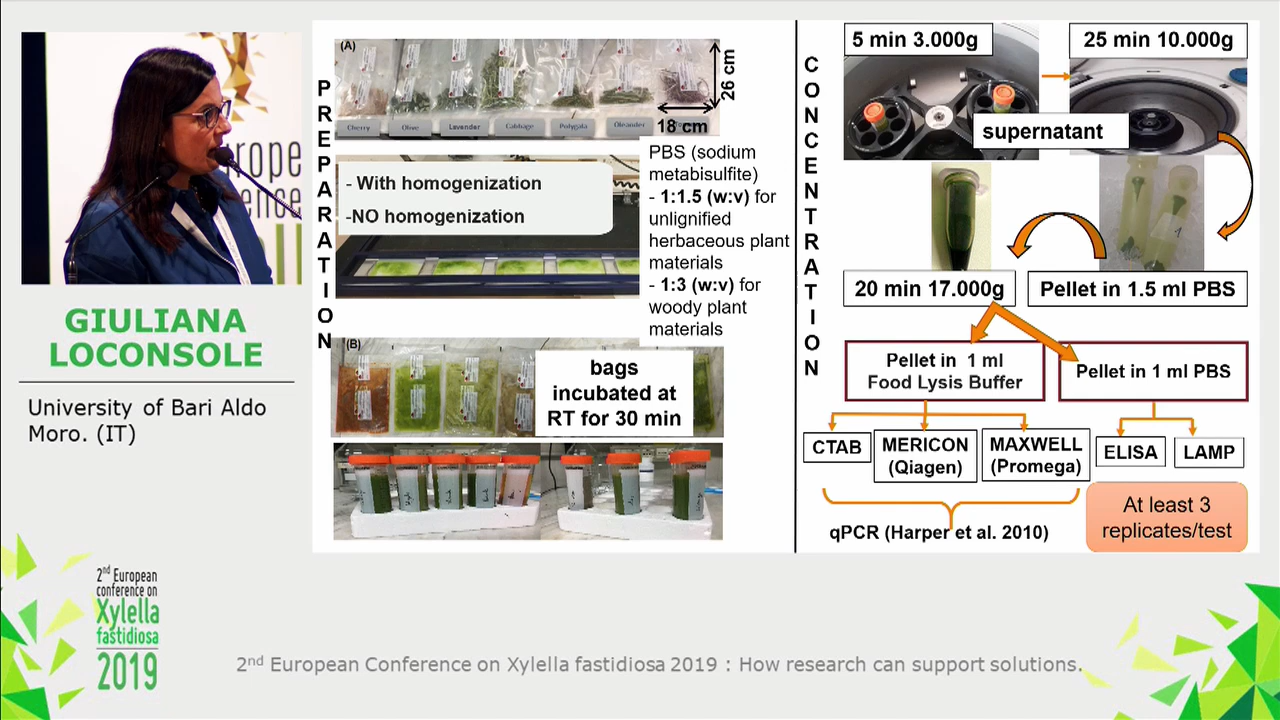 GIULIANA
LOCONSOLE
University of Bari Aldo
Moro. (IT)
2nd European
conference on
Xylella
fastidiosa
2019
PREPARATION
(A)
Cherry
Olive
Lavender
Cabbage
Polygala
Oleander
26 cm
18 cm
- With homogenization
-NO homogenization
PBS (sodium
metabisulfite)
- 1:1.5 (w:v) for
unlignified
herbaceous plant
materials
- 1:3 (w:v) for
woody plant
materials
(B)
bags
incubated at
RT for 30 min
CONCENTRATION
5 min 3.000g
25 min 10.000g
supernatant
20 min 17.000g
Pellet in 1.5 ml PBS
Pellet in 1 ml
Food Lysis Buffer
Pellet in 1 ml PBS
CTAB
MERICON
(Qiagen)
MAXWELL
(Promega)
ELISA
LAMP
qPCR (Harper et al. 2010)
At least 3
replicates/test
2nd European Conference on Xylella fastidiosa 2019 : How research can support solutions.